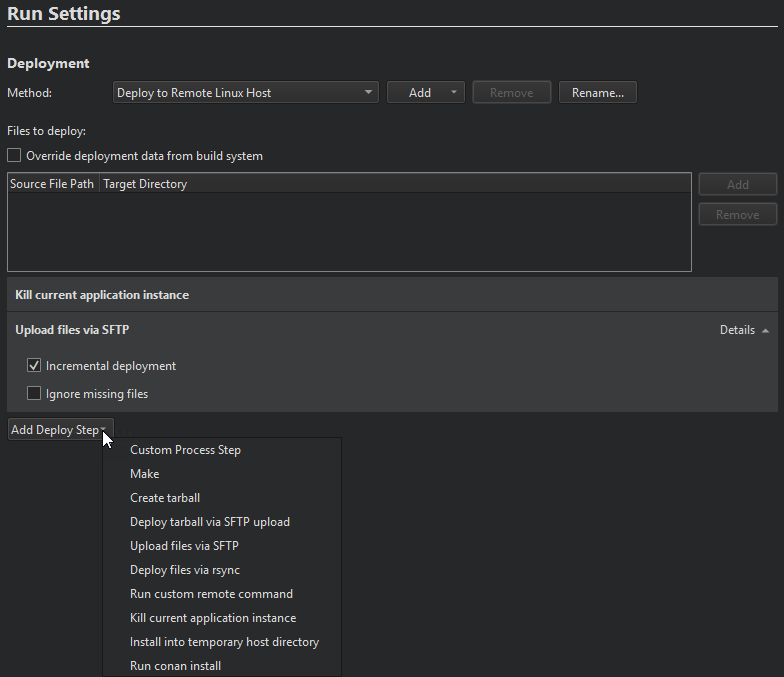 Run Settings
Deployment
Method: Deploy to Remote Linux Host Add Remove Rename...
Files to deploy:
Override deployment data from build system
Source File Path Target Directory
Add
Remove
Kill current application instance
Upload files via SFTP Details
Incremental deployment
Ignore missing files
Add Deploy Step
Custom Process Step
Make
Create tarball
Deploy tarball via SFTP upload
Upload files via SFTP
Deploy files via rsync
Run custom remote command
Kill current application instance
Install into temporary host directory
Run conan install